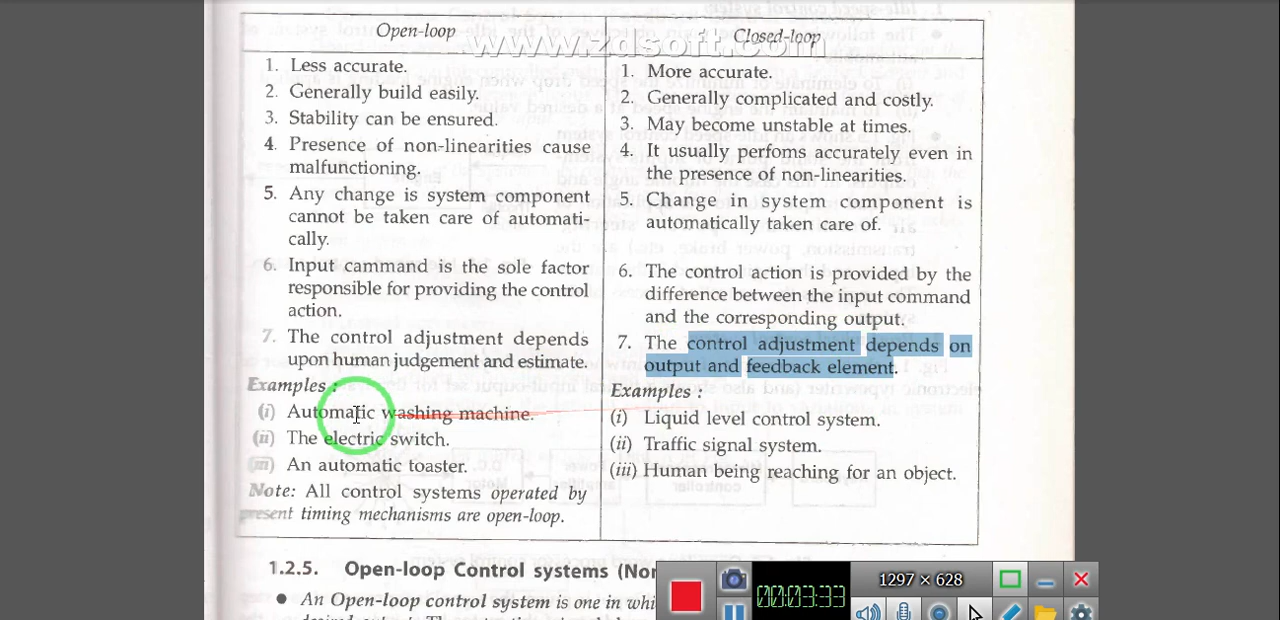 Open-loop
1. Less accurate.
2. Generally build easily.
3. Stability can be ensured.
4. Presence of non-linearities cause
malfunctioning.
5. Any change is system component
cannot be taken care of automati-
cally.
6. Input cammand is the sole factor
responsible for providing the control
action.
7. The control adjustment depends
upon human judgement and estimate.
Examples :
(i) Automatic washing machine.
(ii) The electric switch.
(iii) An automatic toaster.
Note: All control systems operated by
present timing mechanisms are open-loop.
Closed-loop
www.zdsoft.com
1. More accurate.
2. Generally complicated and costly.
3. May become unstable at times.
4. It usually perfoms accurately even in
the presence of non-linearities.
5. Change in system component is
automatically taken care of.
6. The control action is provided by the
difference between the input command
and the corresponding output.
7. The control adjustment depends on
output and feedback element.
Examples :
(i) Liquid level control system.
(ii) Traffic signal system.
(iii) Human being reaching for an object.
1.2.5. Open-loop Control systems (Non
● An Open-loop control system is one in whi
00:03:33
1297 × 628